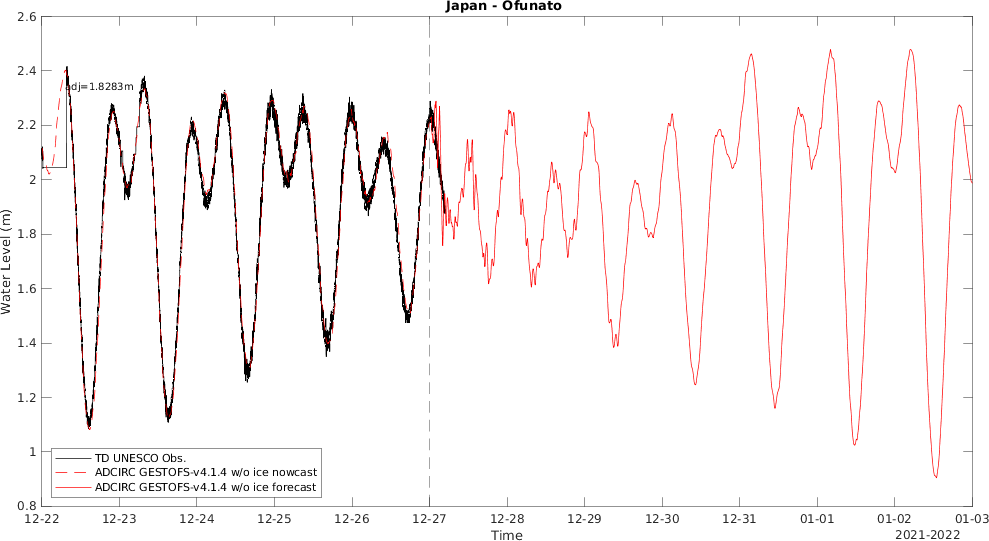 Japan - Ofunato
2.6
2.4
2.2
2
1.8
1.6
1.4
1.2
1
0.8
Water Level (m)
adj=1.8283m
TD UNESCO Obs.
ADCIRC GESTOFS-v4.1.4 w/o ice nowcast
ADCIRC GESTOFS-v4.1.4 w/o ice forecast
12-22 12-23 12-24 12-25 12-26 12-27 12-28 12-29 12-30 12-31 01-01 01-02 01-03
Time
2021-2022